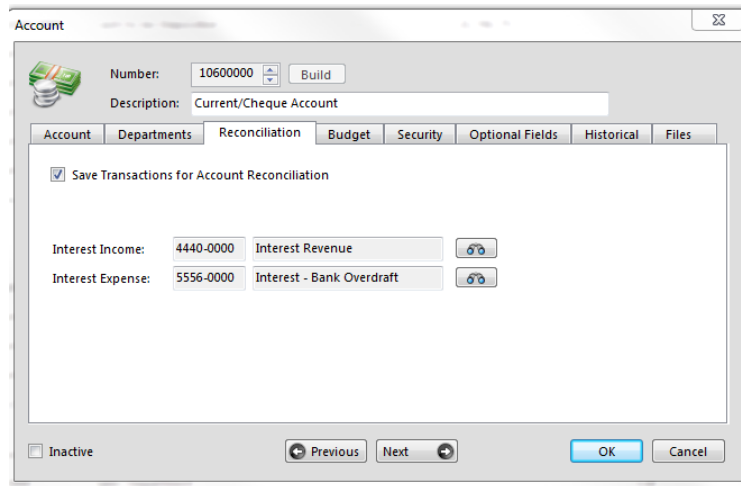 Account
Number: 10600000 Build
Description: Current/Cheque Account
Account Departments Reconciliation Budget Security Optional Fields Historical Files
Save Transactions for Account Reconciliation
Interest Income: 4440-0000 Interest Revenue
Interest Expense: 5556-0000 Interest - Bank Overdraft
Inactive Previous Next OK Cancel